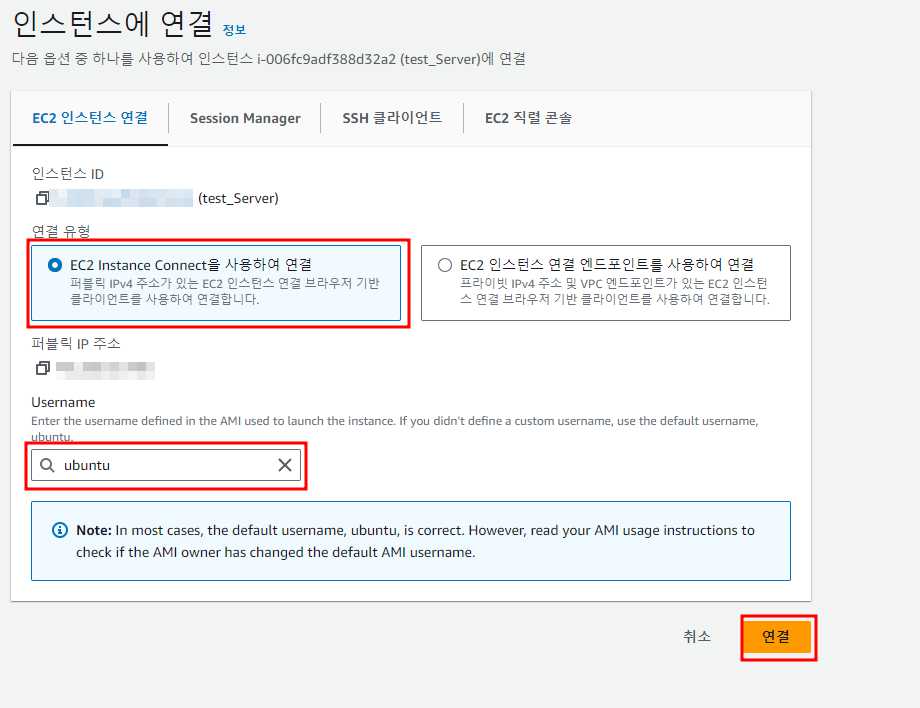 인스턴스에 연결 정보
다음 옵션 중 하나를 사용하여 인스턴스 i-006fc9adf388d32a2 (test_Server)에 연결
EC2 인스턴스 연결
Session Manager
SSH 클라이언트
EC2 직렬 콘솔
인스턴스 ID
(test_Server)
연결 유형
EC2 Instance Connect을 사용하여 연결
퍼블릭 IPv4 주소가 있는 EC2 인스턴스 연결 브라우저 기반
클라이언트를 사용하여 연결합니다.
EC2 인스턴스 연결 엔드포인트를 사용하여 연결
프라이빗 IPv4 주소 및 VPC 엔드포인트가 있는 EC2 인스턴
스 연결 브라우저 기반 클라이언트를 사용하여 연결합니다.
퍼블릭 IP 주소
Username
Enter the username defined in the AMI used to launch the instance. If you didn't define a custom username, use the default username,
ubuntu.
ubuntu
Note: In most cases, the default username, ubuntu, is correct. However, read your AMI usage instructions to
check if the AMI owner has changed the default AMI username.
취소
연결